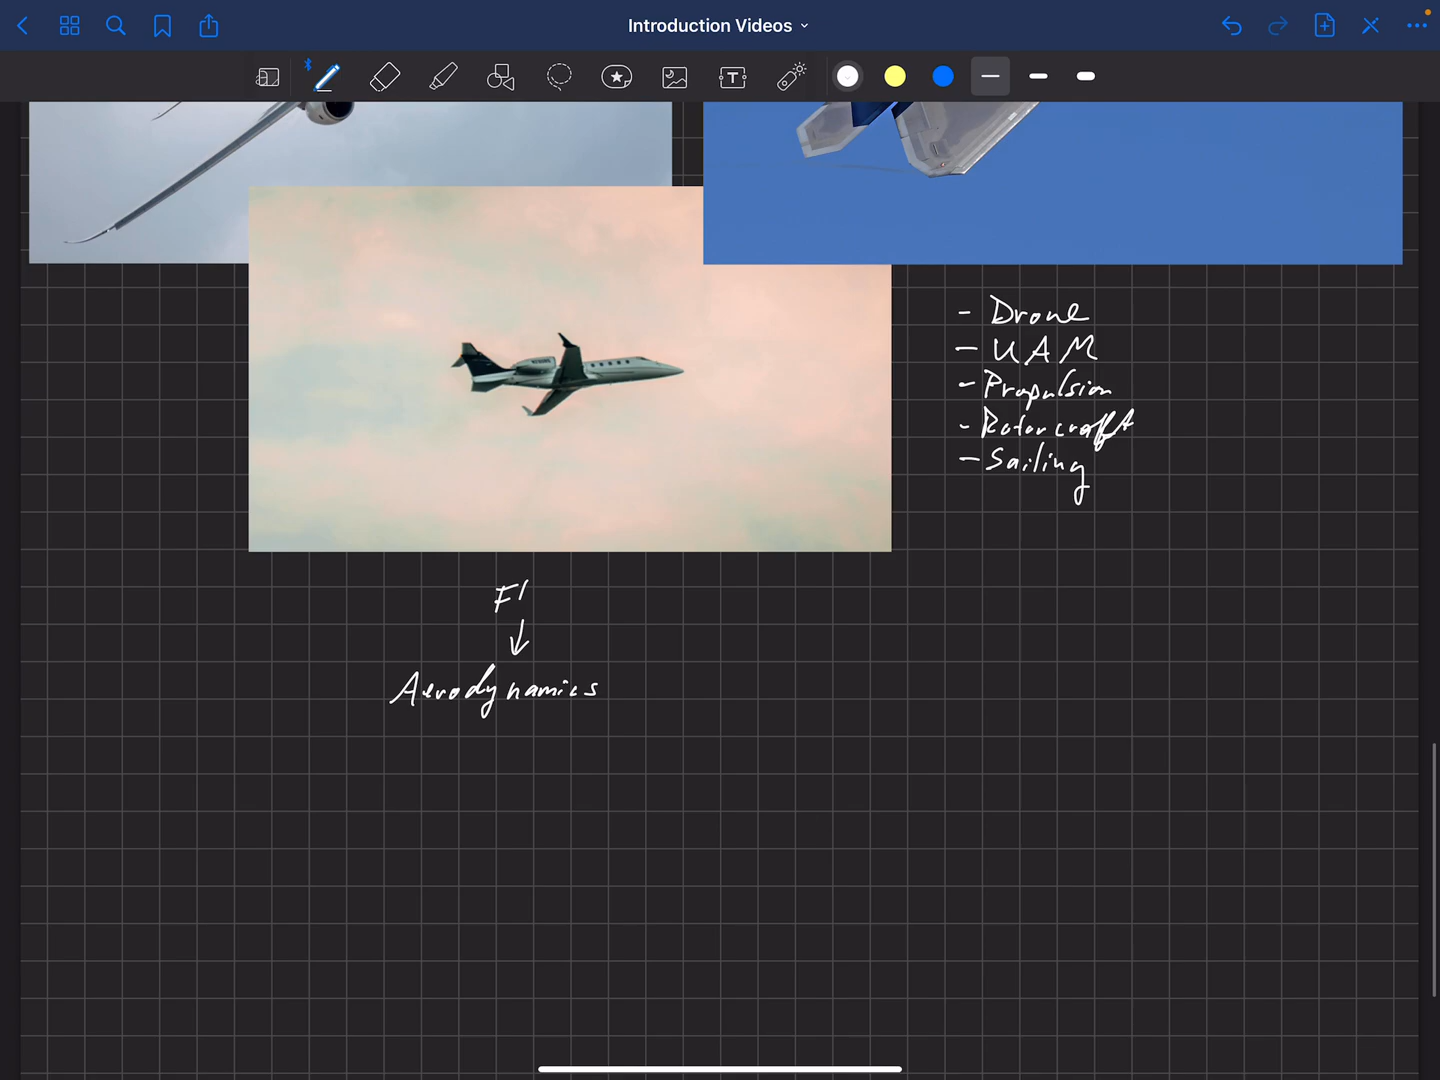 Introduction Videos
T
- Drone
- UAM
- Propulsion
- Rotorcraft
- Sailing
F1
Aerodynamics